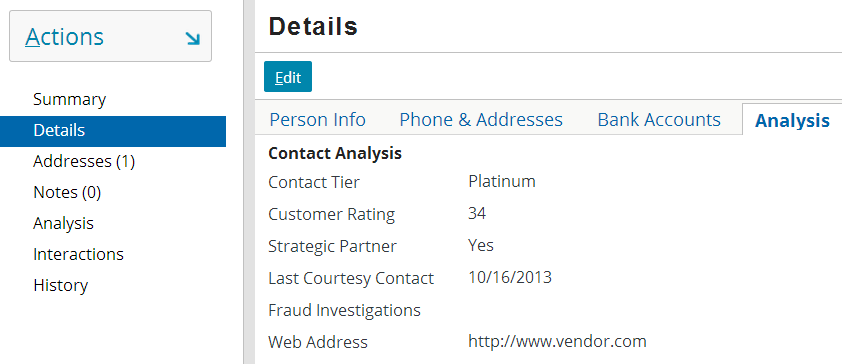 Actions
Summary
Details
Addresses (1)
Notes (0)
Analysis
Interactions
History
Details
Edit
Person Info Phone & Addresses Bank Accounts Analysis
Contact Analysis
Contact Tier Platinum
Customer Rating 34
Strategic Partner Yes
Last Courtesy Contact 10/16/2013
Fraud Investigations
Web Address http://www.vendor.com